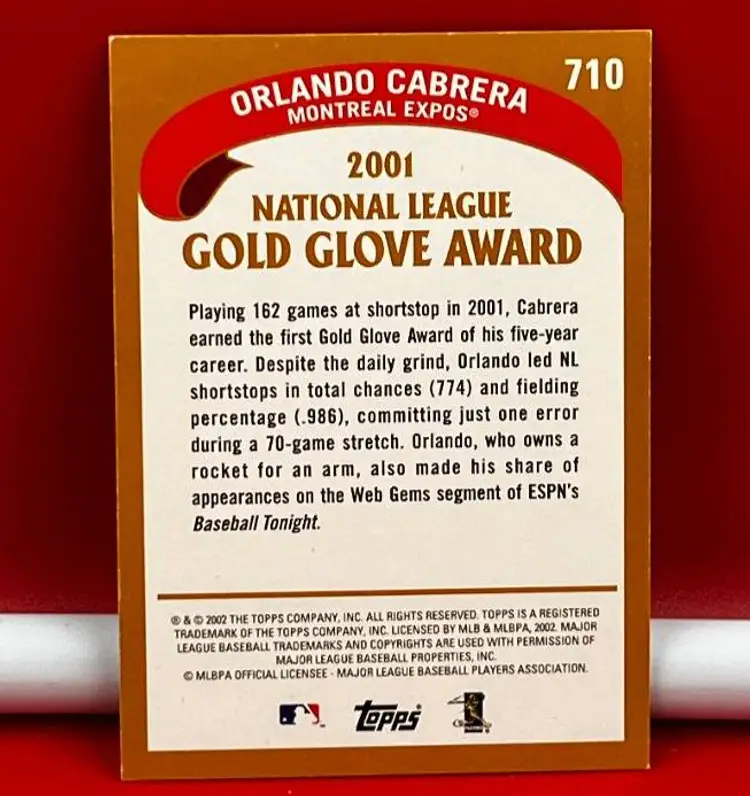 710
ORLANDO CABRERA
MONTREAL EXPOS®
2001
NATIONAL LEAGUE
GOLD GLOVE AWARD
Playing 162 games at shortstop in 2001, Cabrera
earned the first Gold Glove Award of his five-year
career. Despite the daily grind, Orlando led NL
shortstops in total chances (774) and fielding
percentage (.986), committing just one error
during a 70-game stretch. Orlando, who owns a
rocket for an arm, also made his share of
appearances on the Web Gems segment of ESPN's
Baseball Tonight.
® & © 2002 THE TOPPS COMPANY, INC. ALL RIGHTS RESERVED. TOPPS IS A REGISTERED
TRADEMARK OF THE TOPPS COMPANY, INC. LICENSED BY MLB & MLBPA, 2002. MAJOR
LEAGUE BASEBALL TRADEMARKS AND COPYRIGHTS ARE USED WITH PERMISSION OF
MAJOR LEAGUE BASEBALL PROPERTIES, INC.
© MLBPA OFFICIAL LICENSEE - MAJOR LEAGUE BASEBALL PLAYERS ASSOCIATION.
Topps